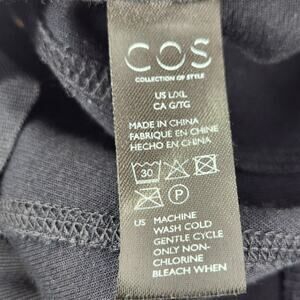 COS
COLLECTION OF STYLE
US L/XL
CA G/TG
MADE IN CHINA
FABRIQUE EN CHINE
HECHO EN CHINA
30
P
US MACHINE
WASH COLD
GENTLE CYCLE
ONLY NON-
CHLORINE
BLEACH WHEN